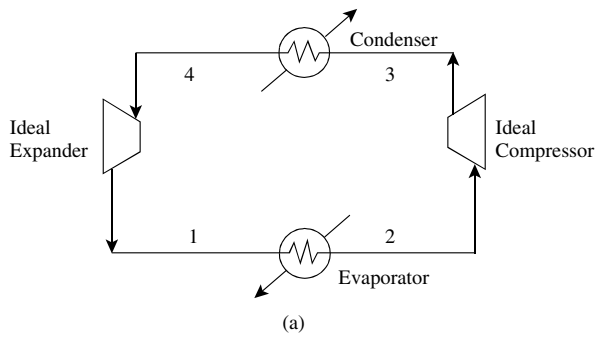 Condenser
4
3
Ideal
Expander
Ideal
Compressor
1
2
Evaporator
(a)